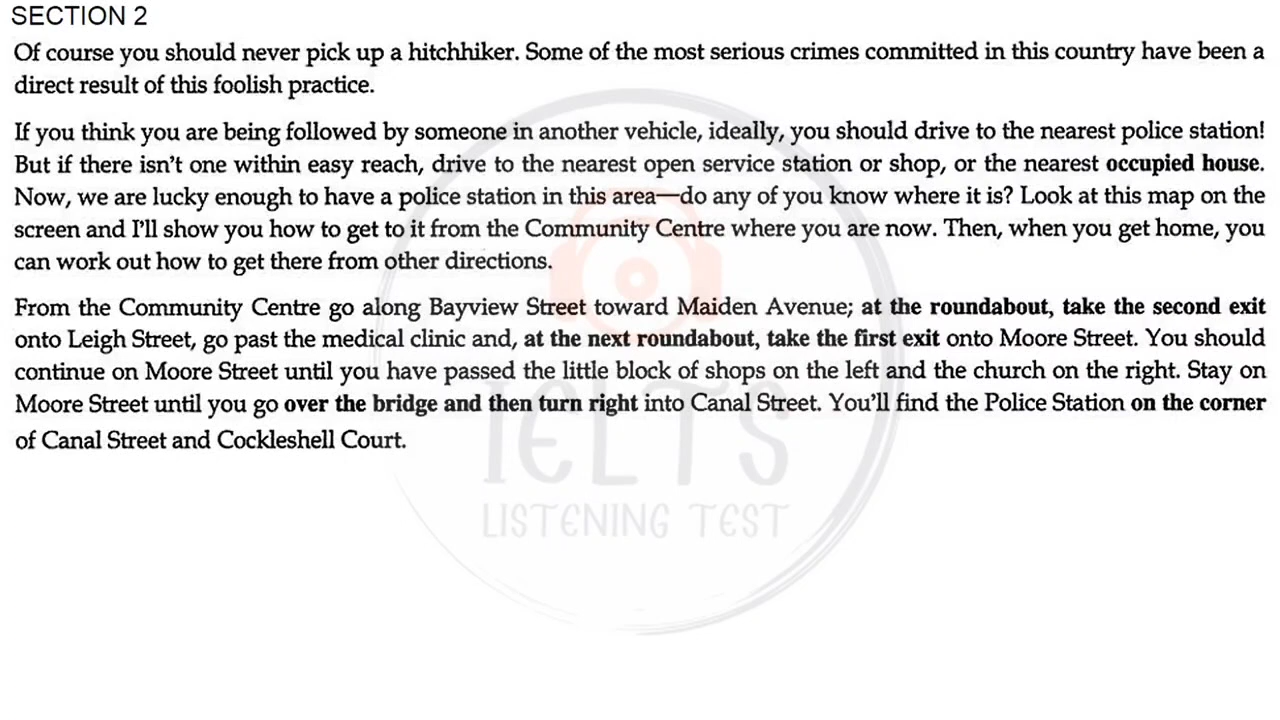 SECTION 2
Of course you should never pick up a hitchhiker. Some of the most serious crimes committed in this country have been a
direct result of this foolish practice.
If you think you are being followed by someone in another vehicle, ideally, you should drive to the nearest police station!
But if there isn't one within easy reach, drive to the nearest open service station or shop, or the nearest occupied house.
Now, we are lucky enough to have a police station in this area—do any of you know where it is? Look at this map on the
screen and I'll show you how to get to it from the Community Centre where you are now. Then, when you get home, you
can work out how to get there from other directions.
From the Community Centre go along Bayview Street toward Maiden Avenue; at the roundabout, take the second exit
onto Leigh Street, go past the medical clinic and, at the next roundabout, take the first exit onto Moore Street. You should
continue on Moore Street until you have passed the little block of shops on the left and the church on the right. Stay on
Moore Street until you go over the bridge and then turn right into Canal Street. You'll find the Police Station on the corner
of Canal Street and Cockleshell Court.
IELTS
LISTENING TEST